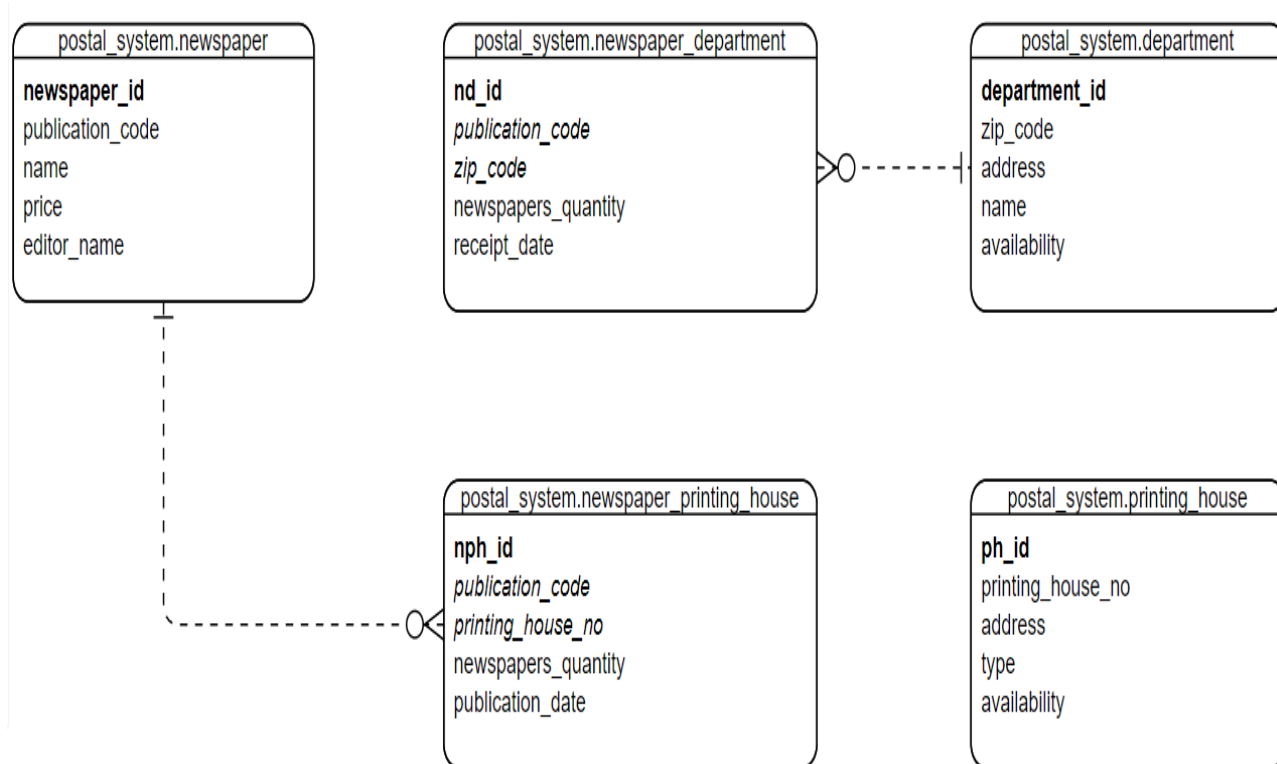 postal_system.newspaper
newspaper_id
publication_code
name
price
editor_name
postal_system.newspaper_department
nd_id
publication_code
zip_code
newspapers_quantity
receipt_date
postal_system.department
department_id
zip_code
address
name
availability
postal_system.newspaper_printing_house
nph_id
publication_code
printing_house_no
newspapers_quantity
publication_date
postal_system.printing_house
ph_id
printing_house_no
address
type
availability